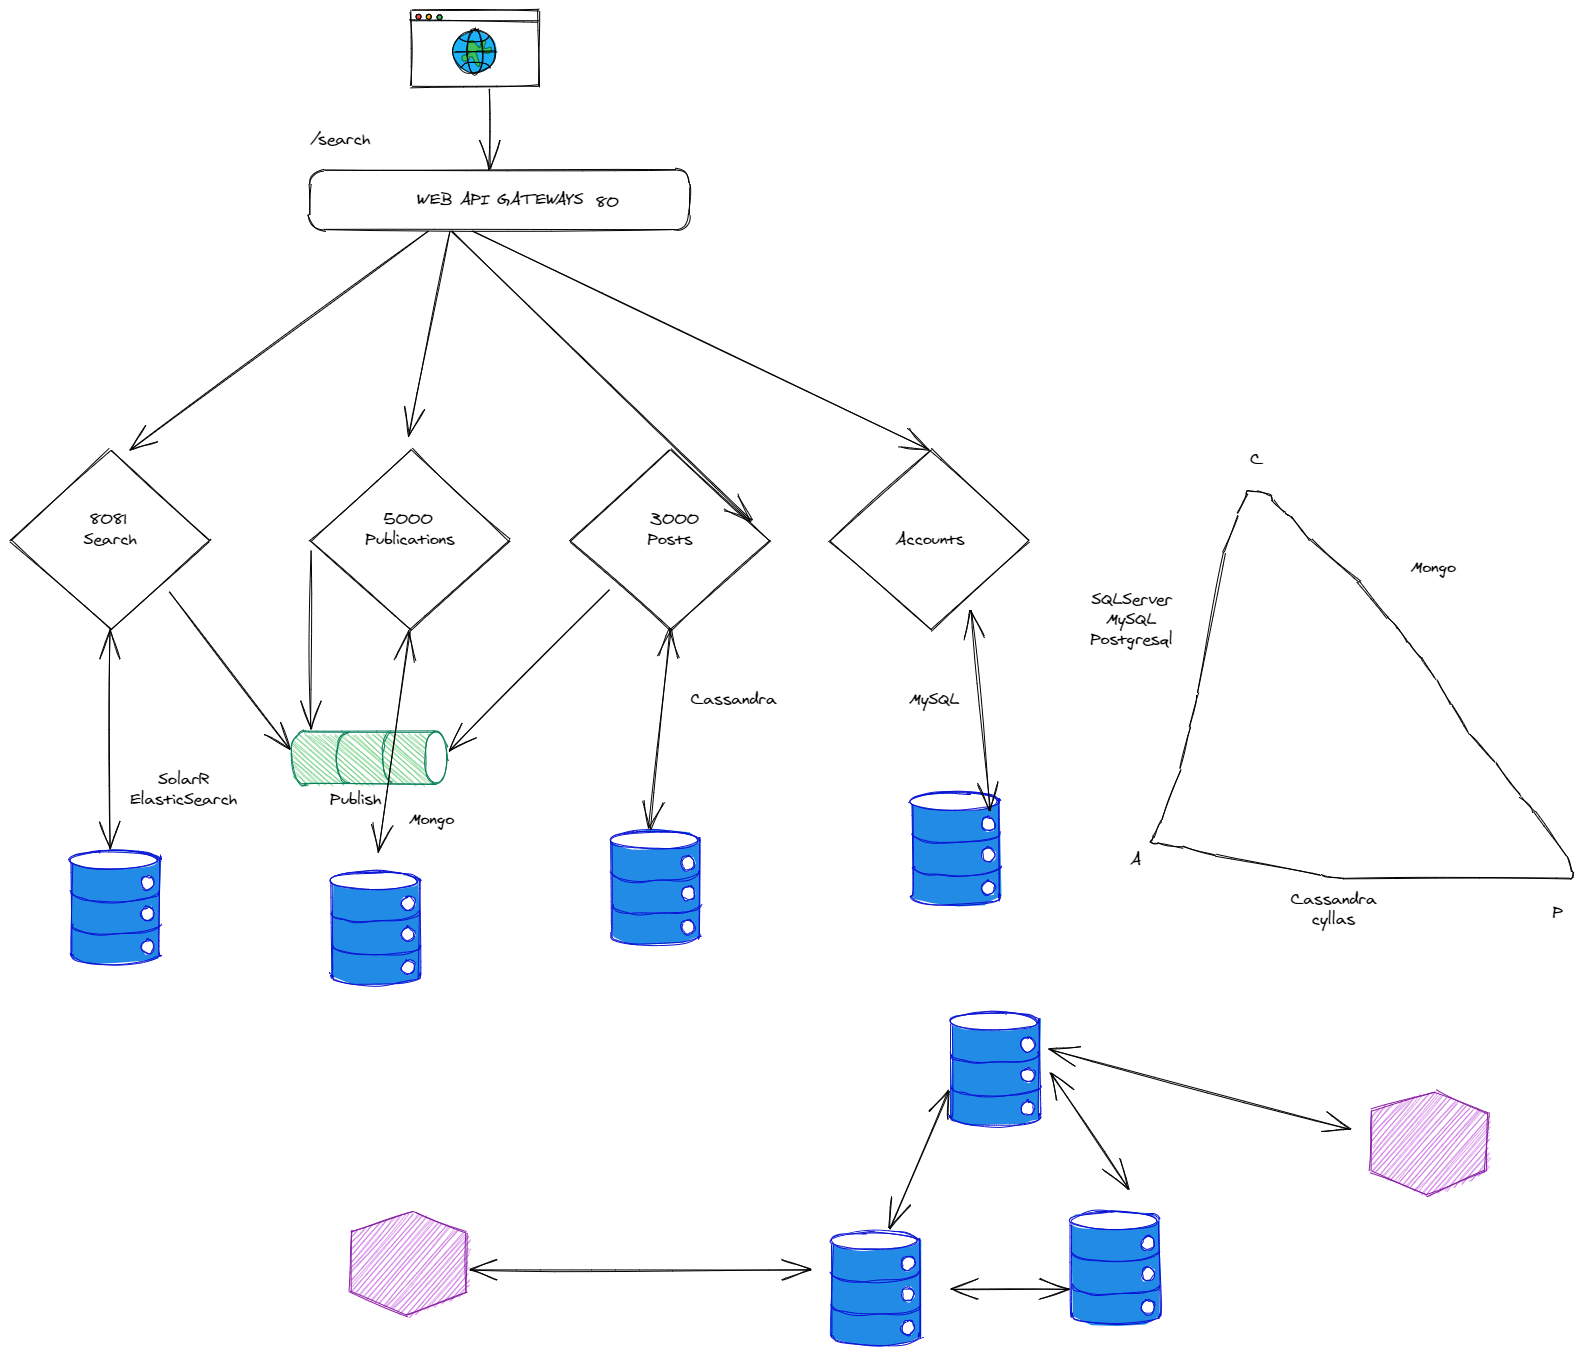 /search
WEB API GATEWAYS 80
8081
Search
5000
Publications
3000
Posts
Accounts
SolarR
ElasticSearch
Publish
Mongo
Cassandra
MySQL
C
SQLServer
MySQL
Postgresql
Mongo
A
Cassandra
cyllas
P